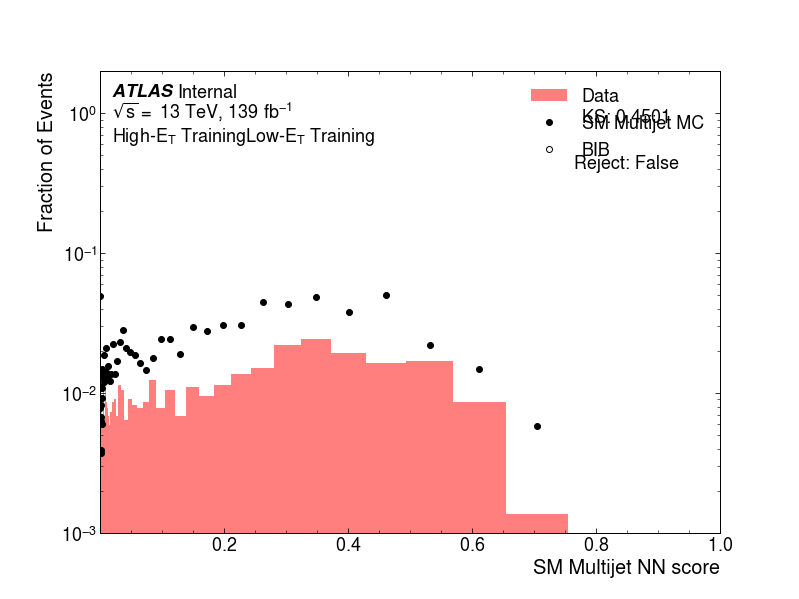 ATLAS Internal
√s = 13 TeV, 139 fb⁻¹
High-E_T TrainingLow-E_T Training
Data
KS: 0.4501
SM Multijet MC
BIB
Reject: False
Fraction of Events
10⁰
10⁻¹
10⁻²
10⁻³
0.2 0.4 0.6 0.8 1.0
SM Multijet NN score